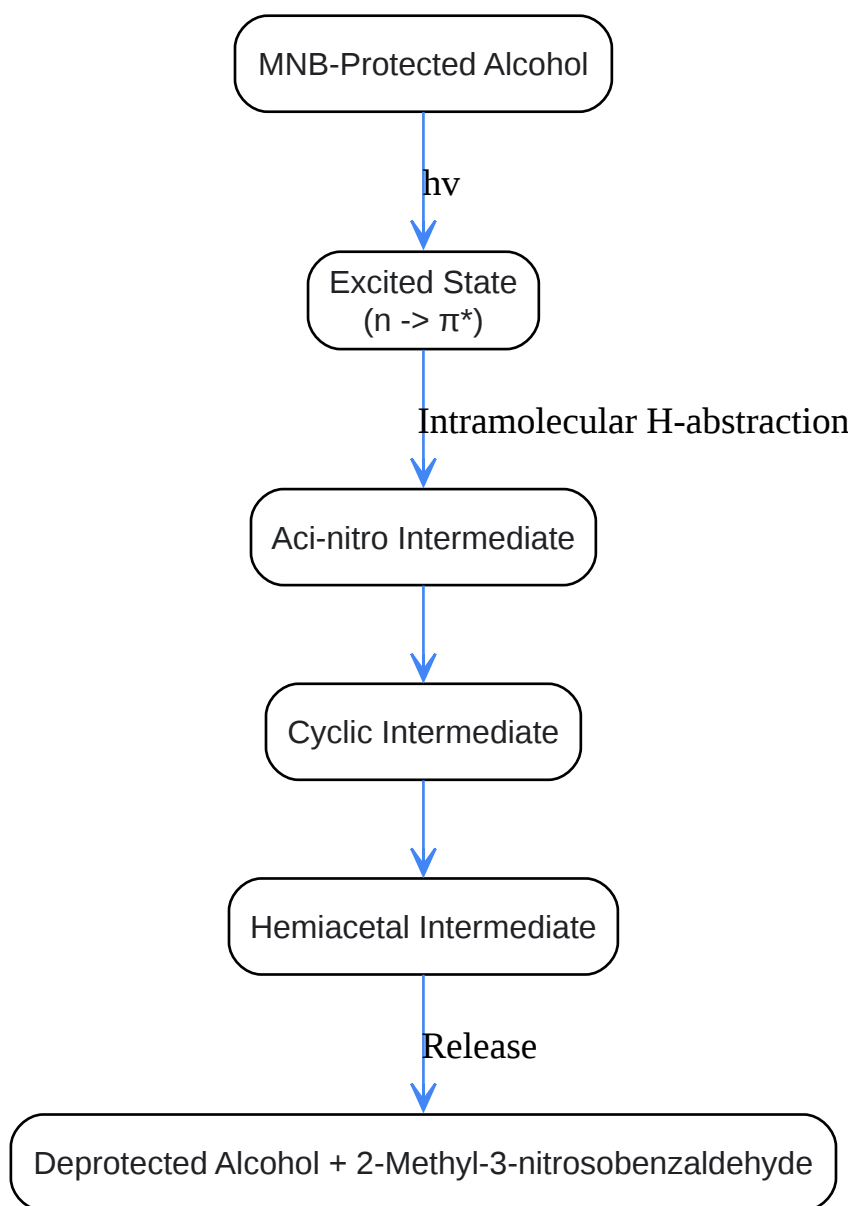 MNB-Protected Alcohol
hv
Excited State
(n -> π*)
Intramolecular H-abstraction
Aci-nitro Intermediate
Cyclic Intermediate
Hemiacetal Intermediate
Release
Deprotected Alcohol + 2-Methyl-3-nitrosobenzaldehyde